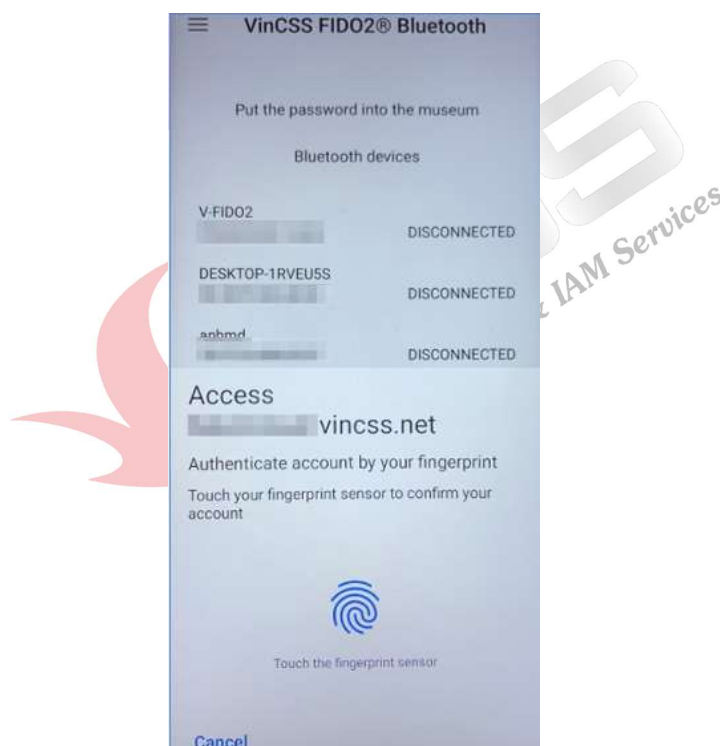 VinCSS FIDO2® Bluetooth
Put the password into the museum
Bluetooth devices
V-FIDO2
DISCONNECTED
DESKTOP-1RVEU5S
DISCONNECTED
anhmd
DISCONNECTED
Access
vincss.net
Authenticate account by your fingerprint
Touch your fingerprint sensor to confirm your
account
Touch the fingerprint sensor
Cancel
IAM Services